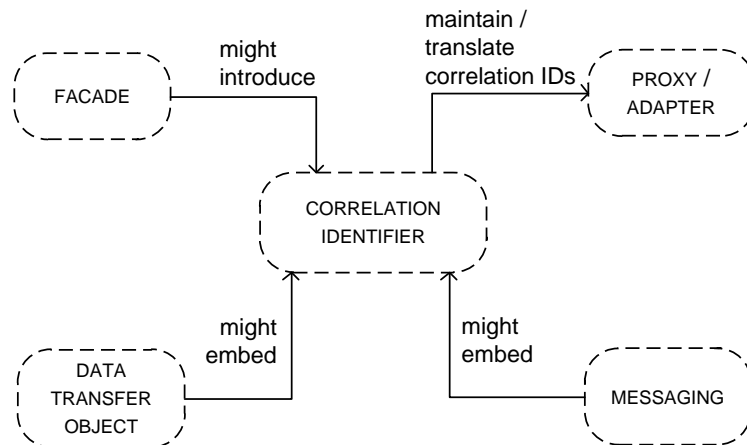 might
introduce
maintain /
translate
correlation IDs
FACADE
PROXY /
ADAPTER
CORRELATION
IDENTIFIER
might
embed
might
embed
DATA
TRANSFER
OBJECT
MESSAGING